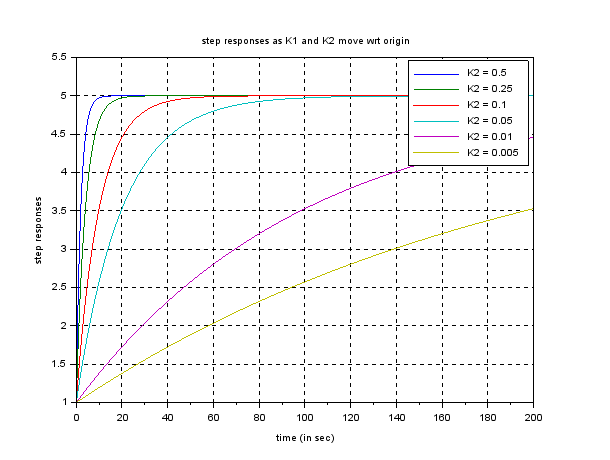 step responses as K1 and K2 move wrt origin
5.5
5
4.5
4
3.5
3
2.5
2
1.5
1
step responses
K2 = 0.5
K2 = 0.25
K2 = 0.1
K2 = 0.05
K2 = 0.01
K2 = 0.005
0 20 40 60 80 100 120 140 160 180 200
time (in sec)